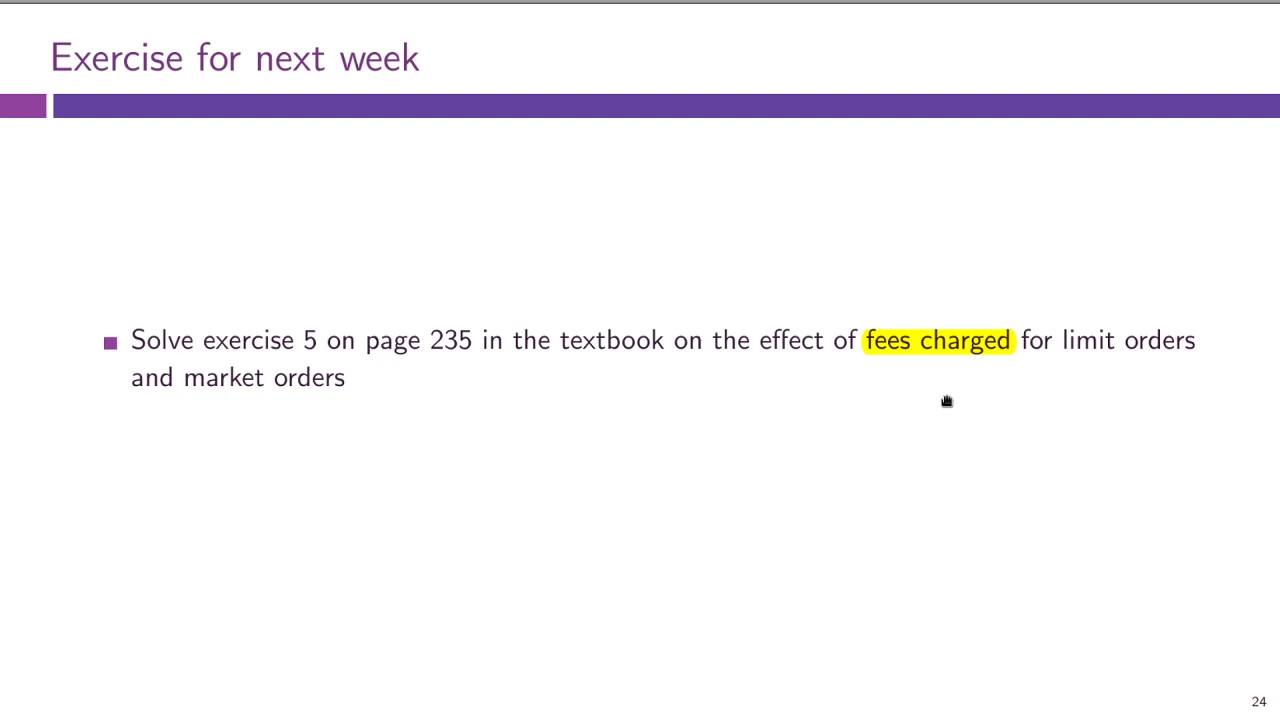 Exercise for next week
Solve exercise 5 on page 235 in the textbook on the effect of fees charged for limit orders
and market orders
24